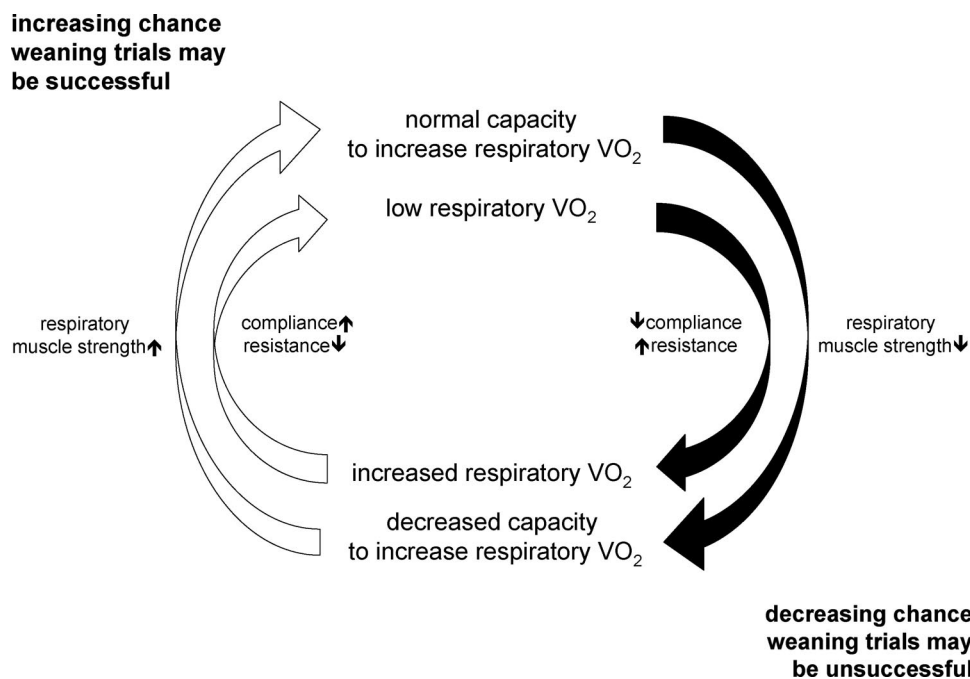 increasing chance
weaning trials may
be successful
normal capacity
to increase respiratory VO₂
low respiratory VO₂
respiratory
muscle strength↑
compliance↑
resistance↓
↓compliance
↑resistance
respiratory
muscle strength↓
increased respiratory VO₂
decreased capacity
to increase respiratory VO₂
decreasing chance
weaning trials may
be unsuccessful